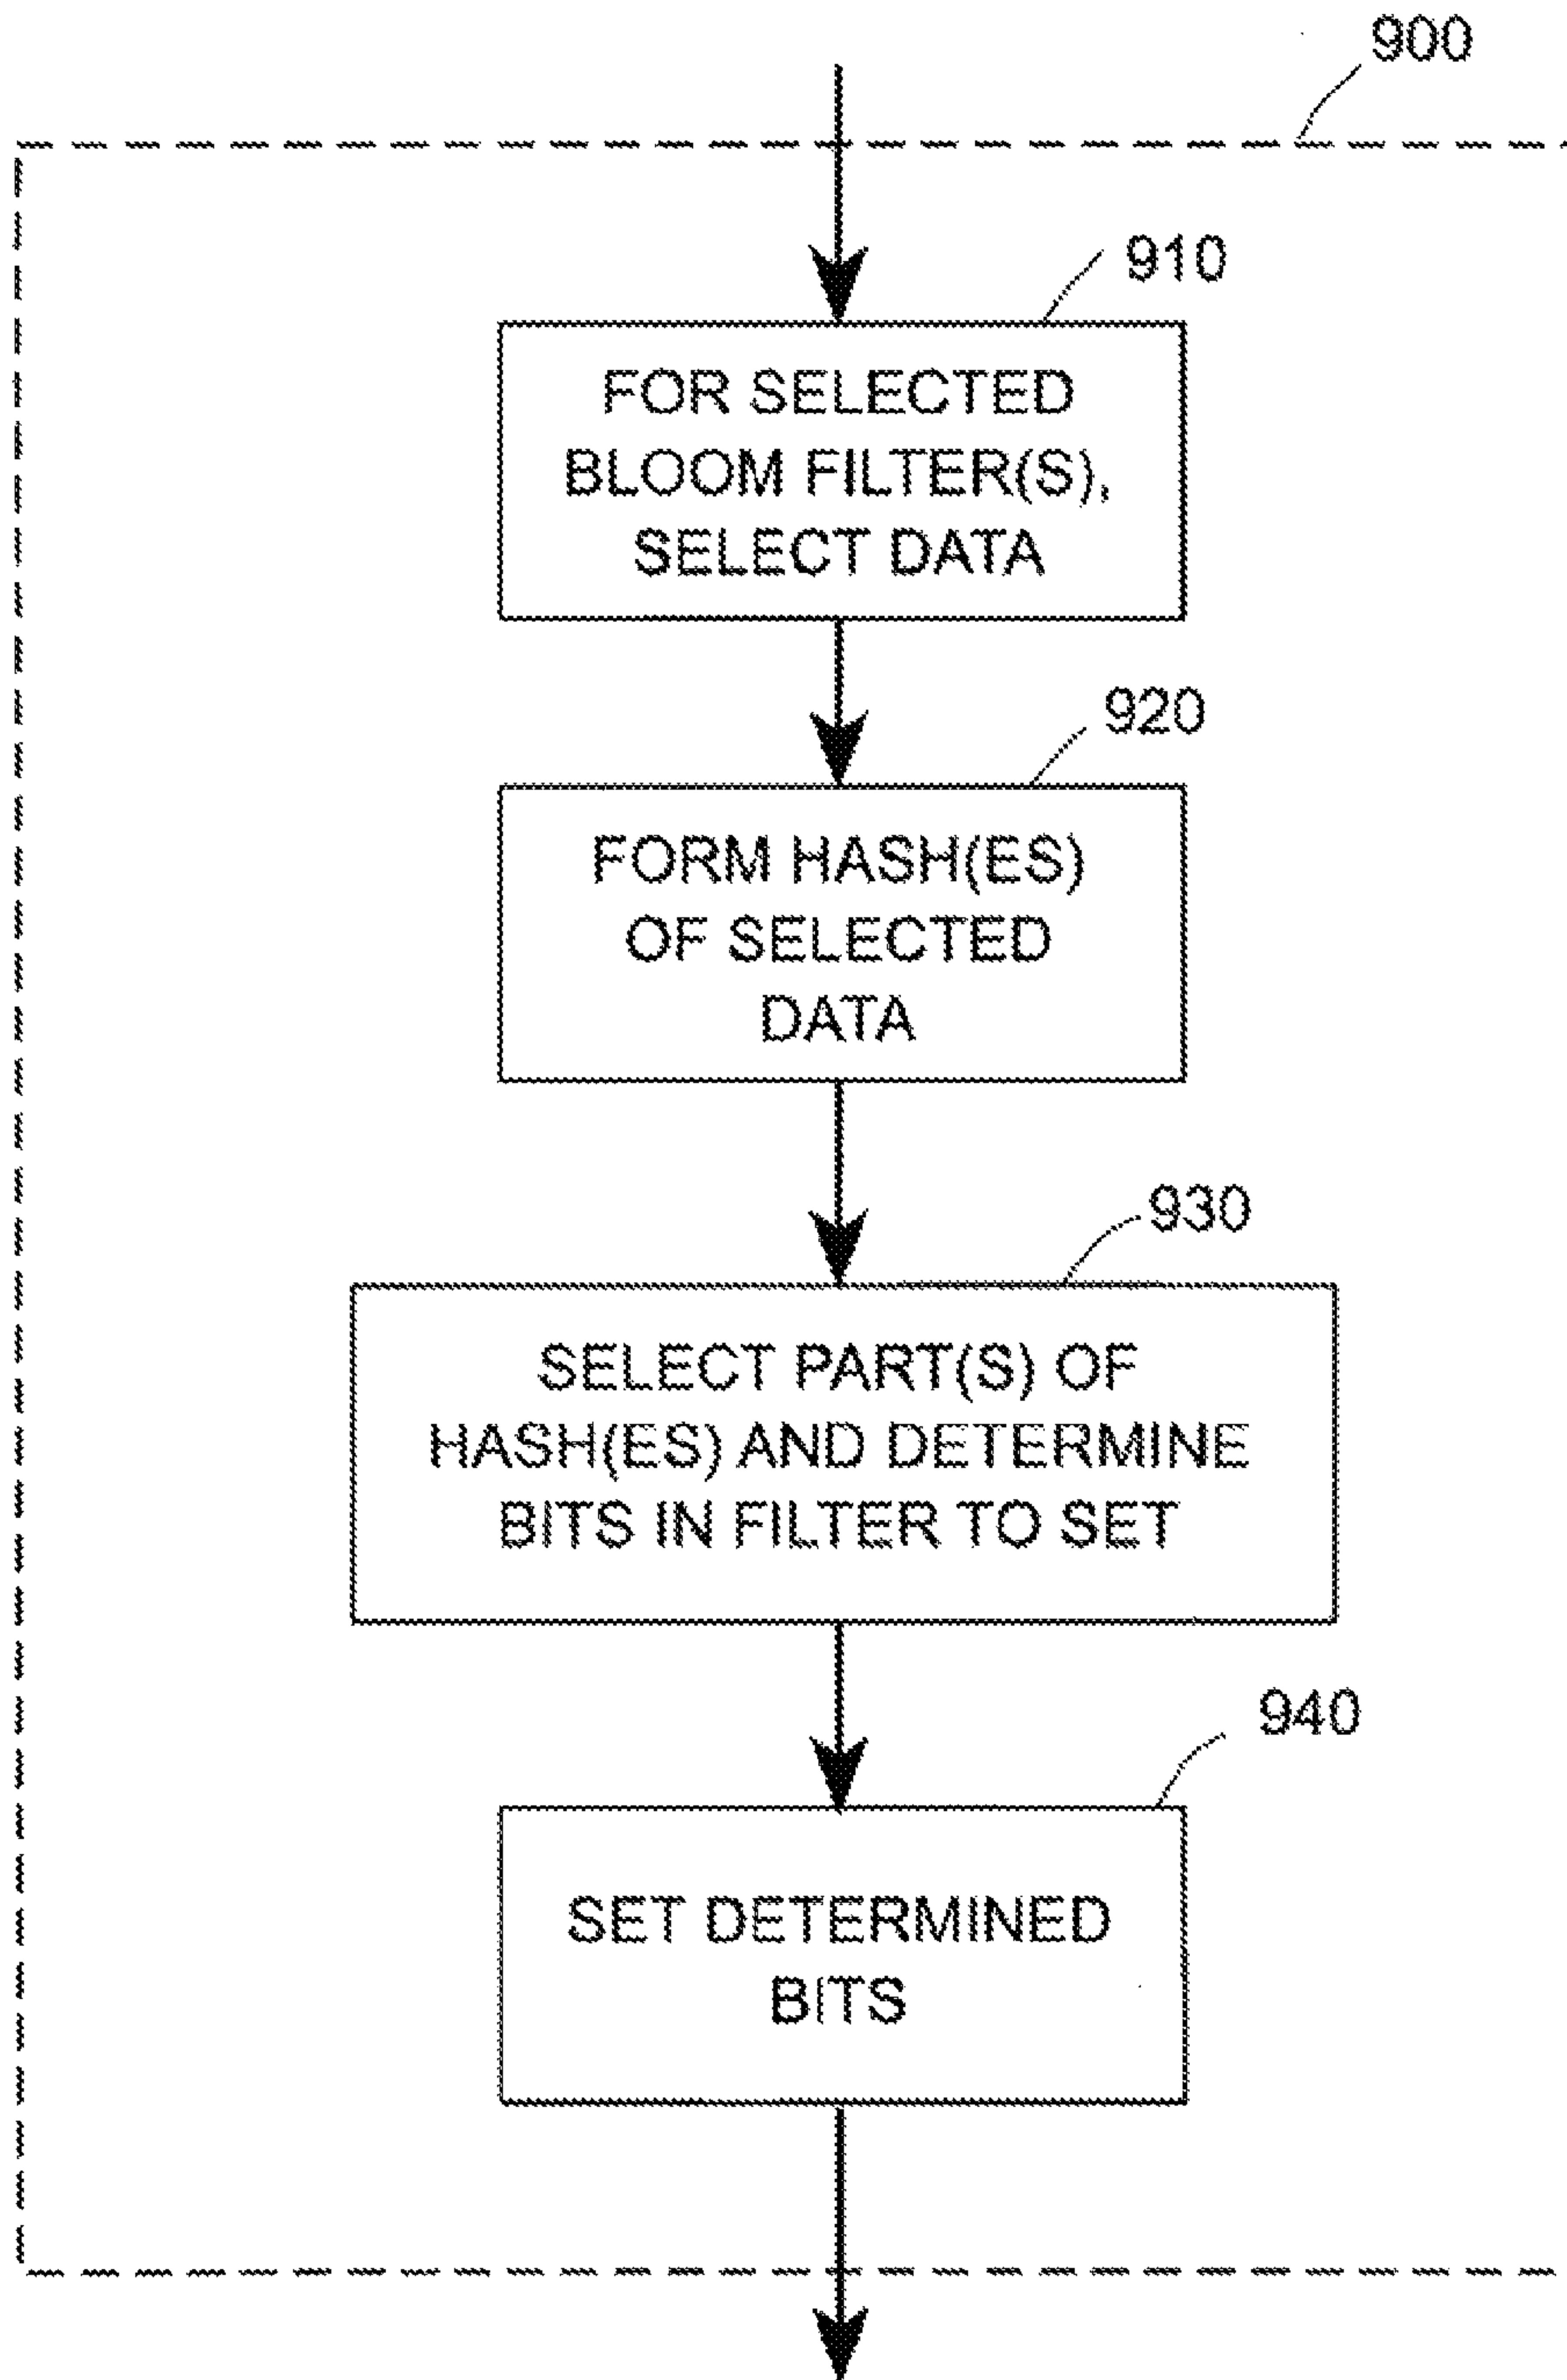 900
910
FOR SELECTED
BLOOM FILTER(S),
SELECT DATA
920
FORM HASH(ES)
OF SELECTED
DATA
930
SELECT PART(S) OF
HASH(ES) AND DETERMINE
BITS IN FILTER TO SET
940
SET DETERMINED
BITS